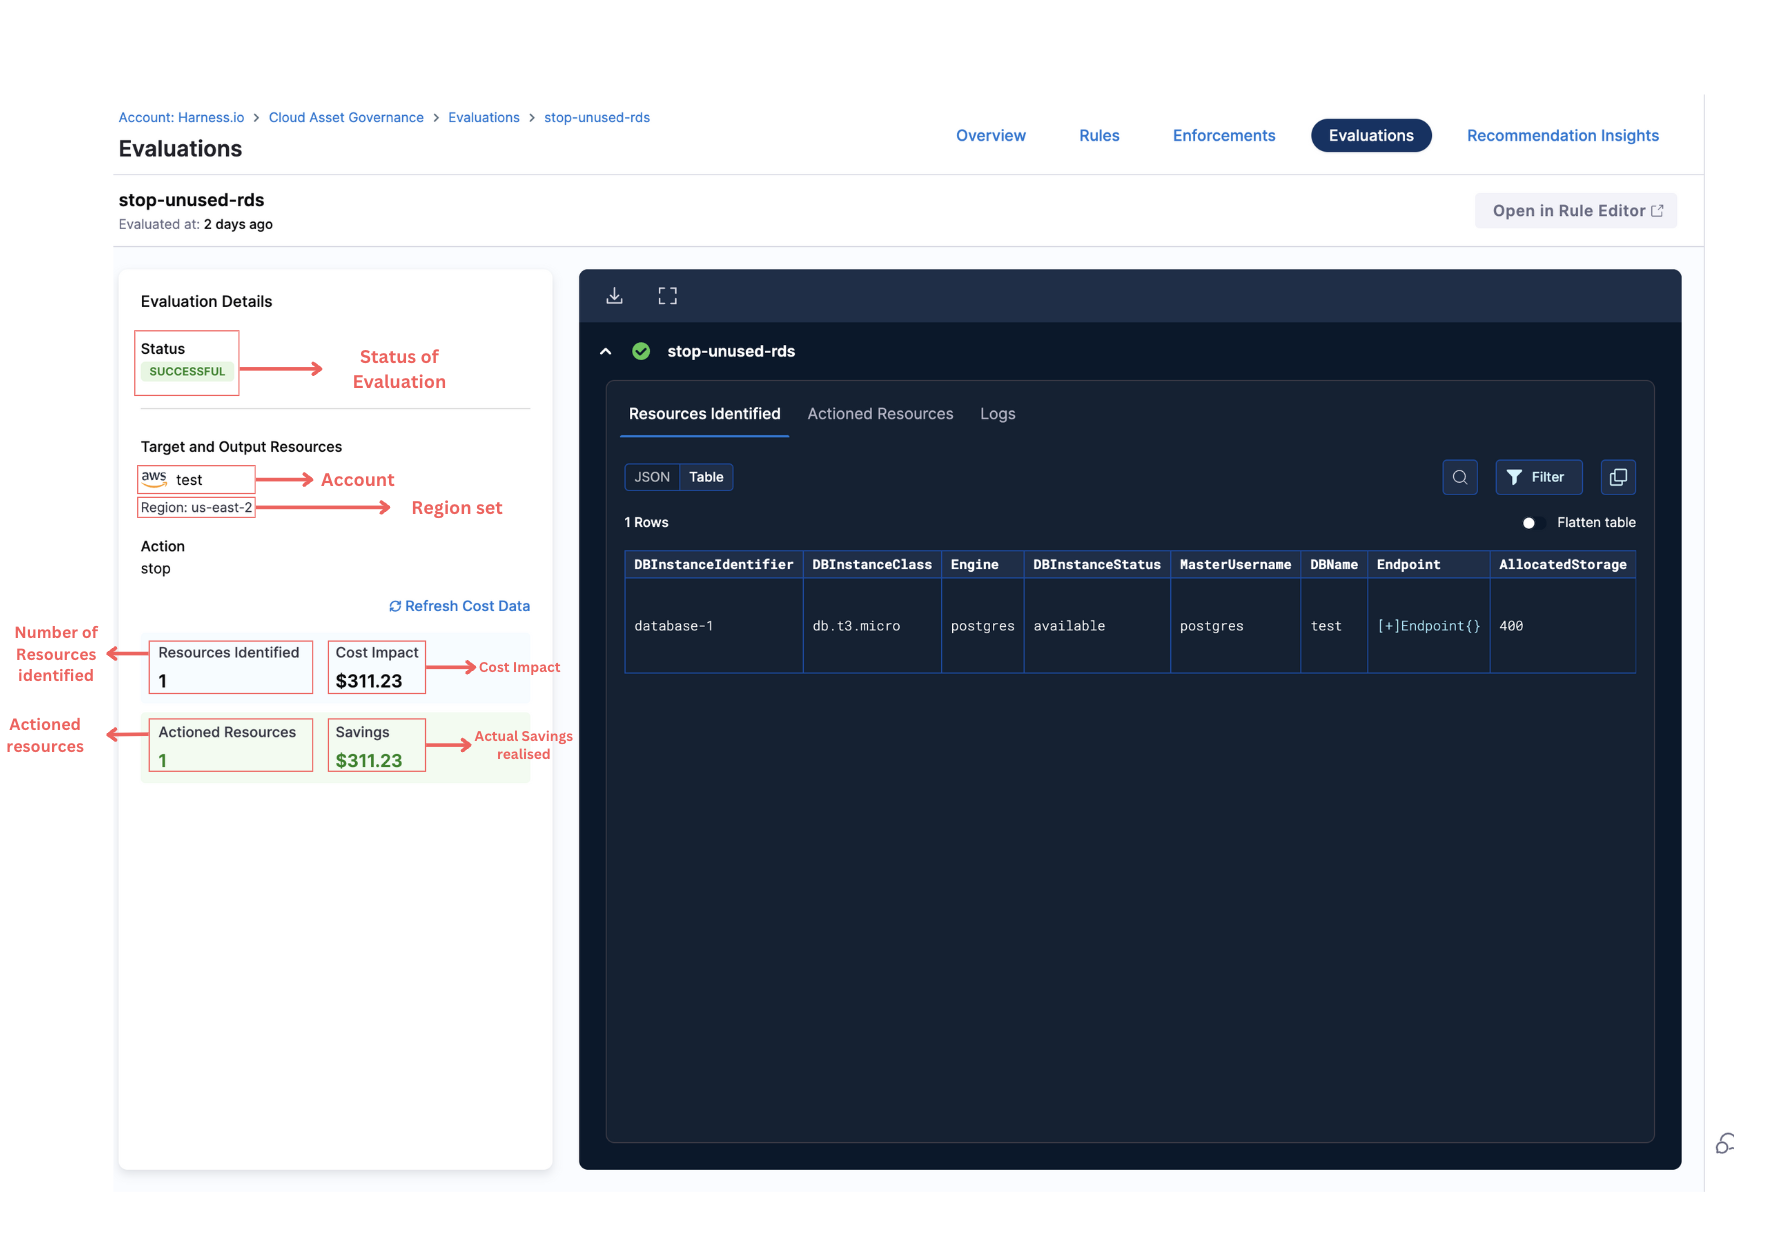 Account: Harness.io > Cloud Asset Governance > Evaluations > stop-unused-rds
Evaluations
Overview Rules Enforcements Evaluations Recommendation Insights
stop-unused-rds
Evaluated at: 2 days ago
Open in Rule Editor
Evaluation Details
Status
SUCCESSFUL
Status of
Evaluation
Target and Output Resources
aws test
Account
Region: us-east-2
Region set
Action
stop
Refresh Cost Data
Number of
Resources
identified
Resources Identified
1
Cost Impact
$311.23
Cost Impact
Actioned
resources
Actioned Resources
1
Savings
$311.23
Actual Savings
realised
stop-unused-rds
Resources Identified Actioned Resources Logs
JSON Table
Filter
1 Rows
Flatten table
DBInstanceIdentifier DBInstanceClass Engine DBInstanceStatus MasterUsername DBName Endpoint AllocatedStorage
database-1 db.t3.micro postgres available postgres test [+]Endpoint{} 400